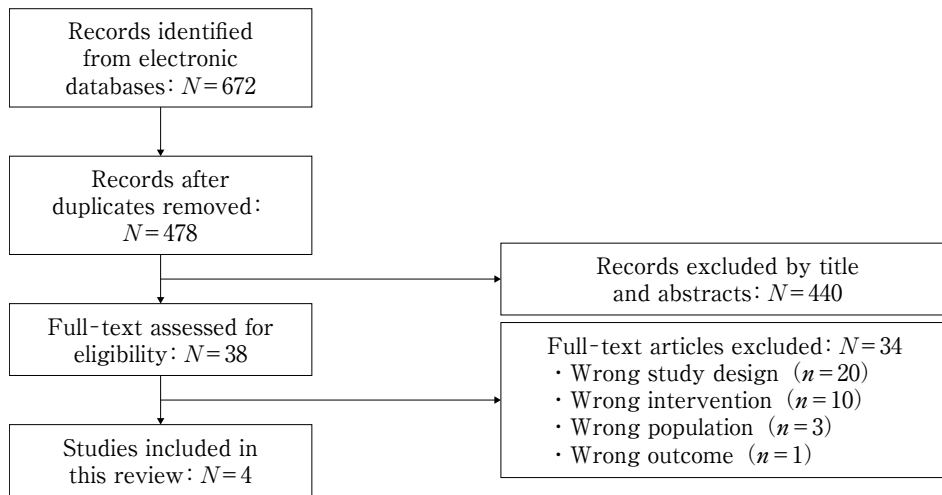 Records identified
from electronic
databases: N=672
Records after
duplicates removed:
N=478
Records excluded by title
and abstracts: N=440
Full-text assessed for
eligibility: N=38
Full-text articles excluded: N=34
・Wrong study design (n=20)
・Wrong intervention (n=10)
・Wrong population (n=3)
・Wrong outcome (n=1)
Studies included in
this review: N=4